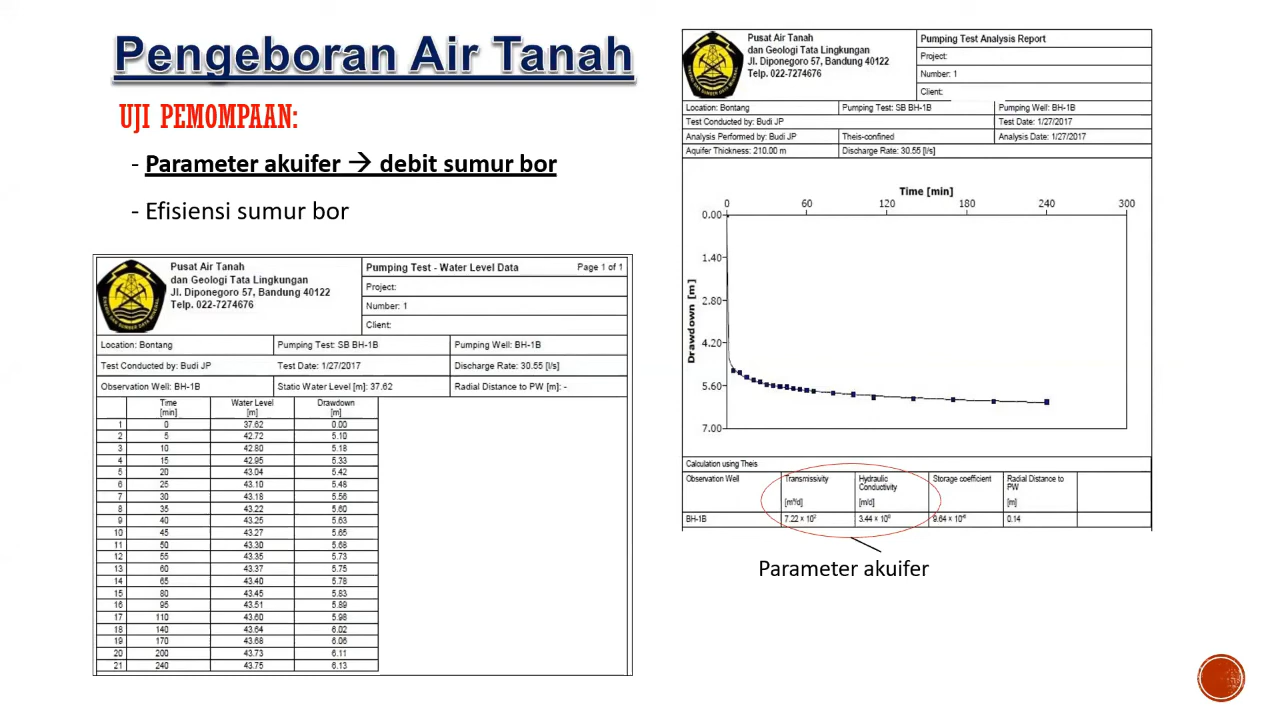 Pengeboran Air Tanah
UJI PEMOMPAAN:
- Parameter akuifer → debit sumur bor
- Efisiensi sumur bor
Pusat Air Tanah
dan Geologi Tata Lingkungan
Jl. Diponegoro 57, Bandung 40122
Telp. 022-7274676
Pumping Test - Water Level Data Page 1 of 1
Project:
Number: 1
Client:
Location: Bontang Pumping Test: SB BH-1B Pumping Well: BH-1B
Test Conducted by: Budi JP Test Date: 1/27/2017 Discharge Rate: 30.55 [l/s]
Observation Well: BH-1B Static Water Level [m]: 37.62 Radial Distance to PW [m]: -
Time [min] Water Level [m] Drawdown [m]
1 0 37.62 0.00
2 5 42.72 5.10
3 10 42.80 5.18
4 15 42.95 5.33
5 20 43.04 5.42
6 25 43.10 5.48
7 30 43.18 5.56
8 35 43.22 5.60
9 40 43.25 5.63
10 45 43.27 5.65
11 50 43.30 5.68
12 55 43.35 5.73
13 60 43.37 5.75
14 65 43.40 5.78
15 80 43.45 5.83
16 95 43.51 5.89
17 110 43.60 5.98
18 140 43.64 6.02
19 170 43.68 6.06
20 200 43.73 6.11
21 240 43.75 6.13
Pusat Air Tanah
dan Geologi Tata Lingkungan
Jl. Diponegoro 57, Bandung 40122
Telp. 022-7274676
Pumping Test Analysis Report
Project:
Number: 1
Client:
Location: Bontang Pumping Test: SB BH-1B Pumping Well: BH-1B
Test Conducted by: Budi JP Test Date: 1/27/2017
Analysis Performed by: Budi JP Theis-confined Analysis Date: 1/27/2017
Aquifer Thickness: 210.00 m Discharge Rate: 30.55 [l/s]
Time [min]
0 60 120 180 240 300
0.00
1.40
2.80
Drawdown [m]
4.20
5.60
7.00
Calculation using Theis
Observation Well Transmissivity [m²/d] Hydraulic Conductivity [m/d] Storage coefficient Radial Distance to PW [m]
BH-1B 7.22 × 10² 3.44 × 10⁰ 0.14
Parameter akuifer